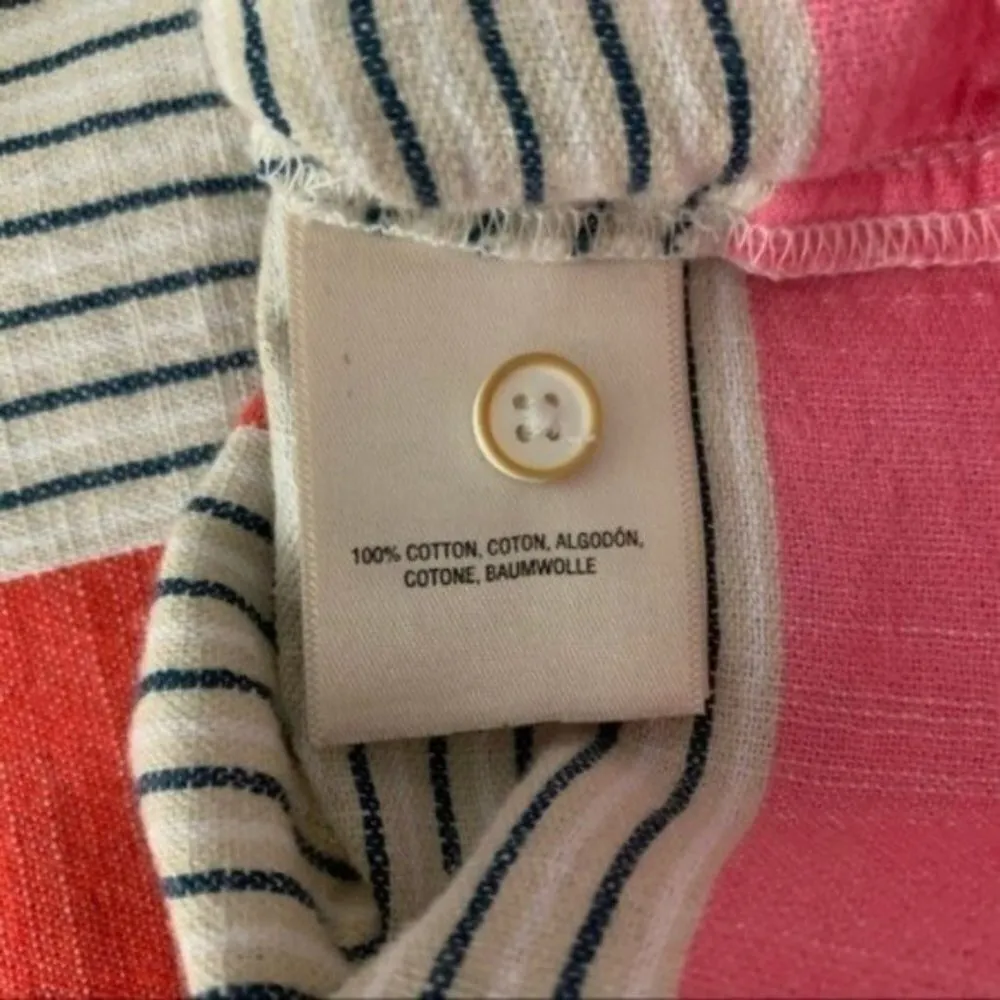 100% COTTON, COTON, ALGODÓN,
COTONE, BAUMWOLLE